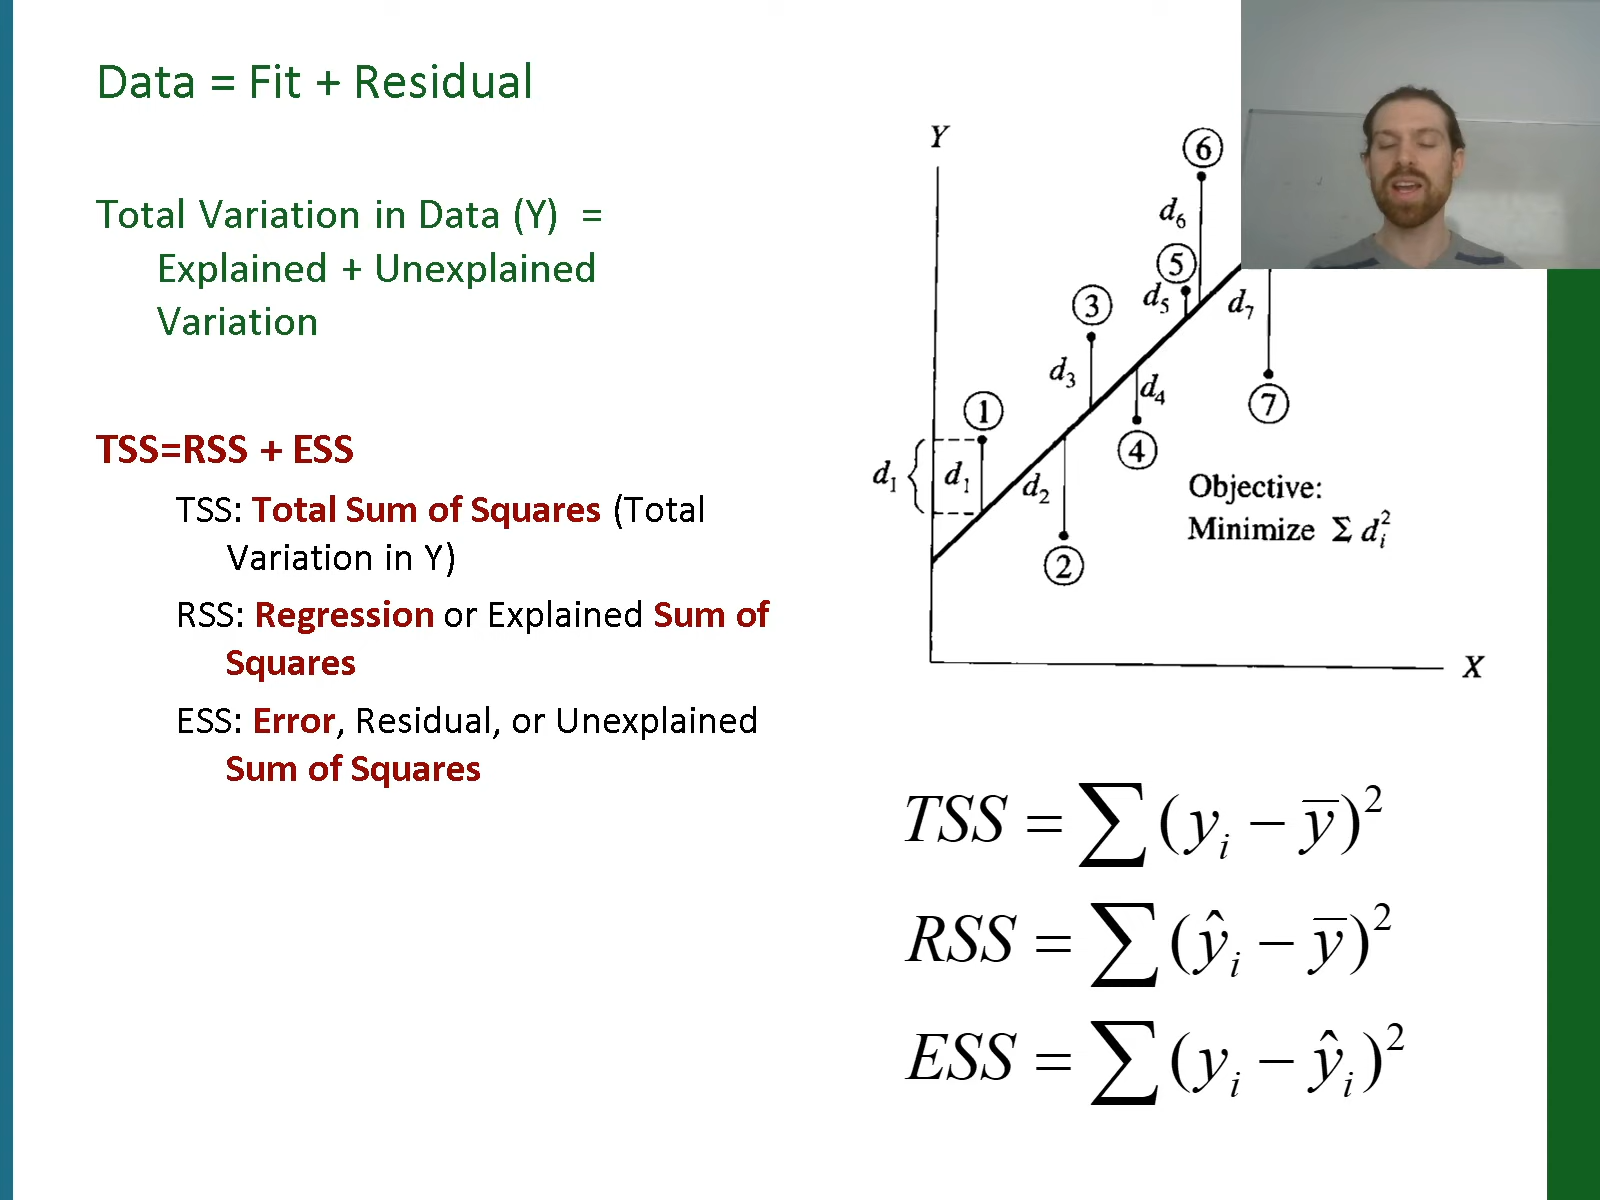 Data = Fit + Residual
Total Variation in Data (Y) =
Explained + Unexplained
Variation
TSS=RSS + ESS
TSS: Total Sum of Squares (Total
Variation in Y)
RSS: Regression or Explained Sum of
Squares
ESS: Error, Residual, or Unexplained
Sum of Squares
Y
⑥
d₆
⑤
d₅
d₇
③
d₃
d₄
⑦
①
④
d₁
d₁
d₂
②
Objective:
Minimize Σ dᵢ²
X
TSS = ∑(yᵢ − y̅)²
RSS = ∑(ŷᵢ − y̅)²
ESS = ∑(yᵢ − ŷᵢ)²